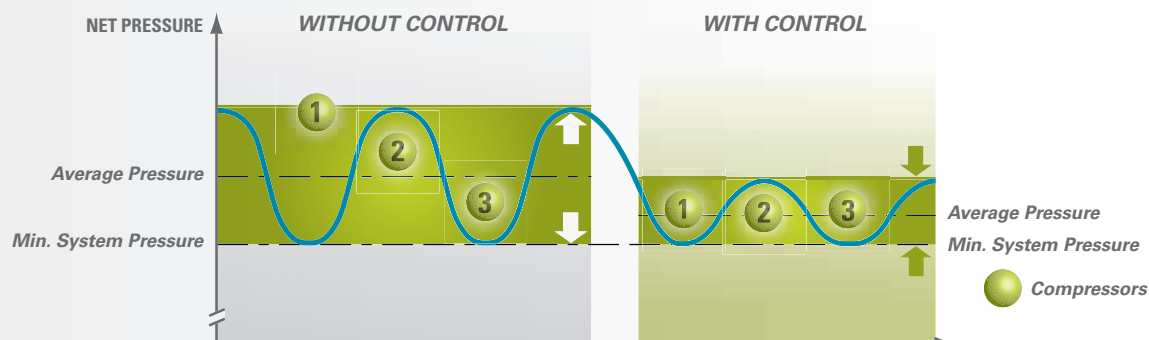 NET PRESSURE
WITHOUT CONTROL
WITH CONTROL
1
2
3
Average Pressure
Min. System Pressure
1
2
3
Average Pressure
Min. System Pressure
Compressors